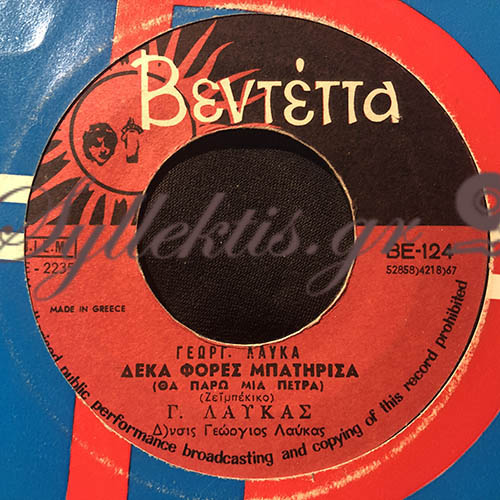 Βεντέττα
BE-124
52858)4218)67
MADE IN GREECE
ΓΕΩΡΓ. ΛΑΥΚΑ
ΔΕΚΑ ΦΟΡΕΣ ΜΠΑΤΗΡΙΣΑ
(ΘΑ ΠΑΡΩ ΜΙΑ ΠΕΤΡΑ)
(Ζεϊμπέκικο)
Γ. ΛΑΥΚΑΣ
Δ)νσις Γεώργιος Λαύκας
public performance broadcasting and copying of this record prohibited
Syllektis.gr